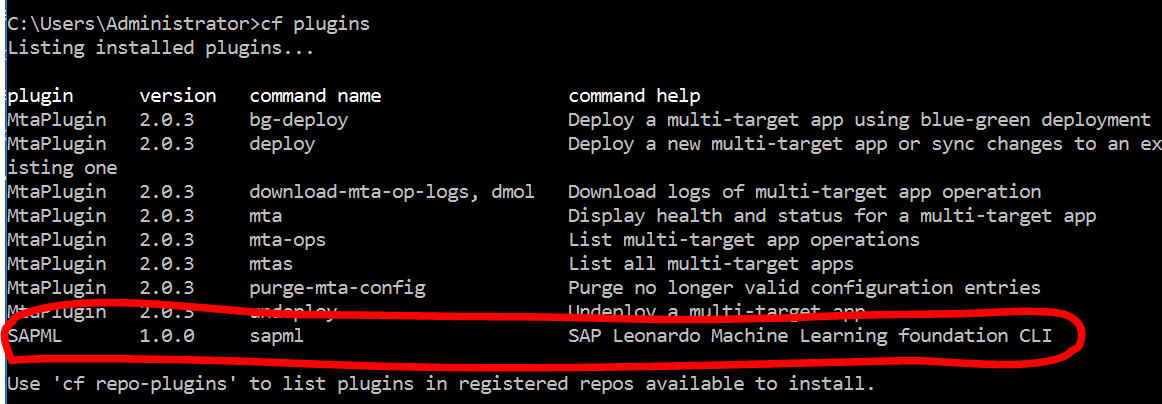 C:\Users\Administrator>cf plugins
Listing installed plugins...
plugin version command name command help
MtaPlugin 2.0.3 bg-deploy Deploy a multi-target app using blue-green deployment
MtaPlugin 2.0.3 deploy Deploy a new multi-target app or sync changes to an ex
isting one
MtaPlugin 2.0.3 download-mta-op-logs, dmol Download logs of multi-target app operation
MtaPlugin 2.0.3 mta Display health and status for a multi-target app
MtaPlugin 2.0.3 mta-ops List multi-target app operations
MtaPlugin 2.0.3 mtas List all multi-target apps
MtaPlugin 2.0.3 purge-mta-config Purge no longer valid configuration entries
MtaPlugin 2.0.3 undeploy Undeploy a multi-target app
SAPML 1.0.0 sapml SAP Leonardo Machine Learning foundation CLI
Use 'cf repo-plugins' to list plugins in registered repos available to install.